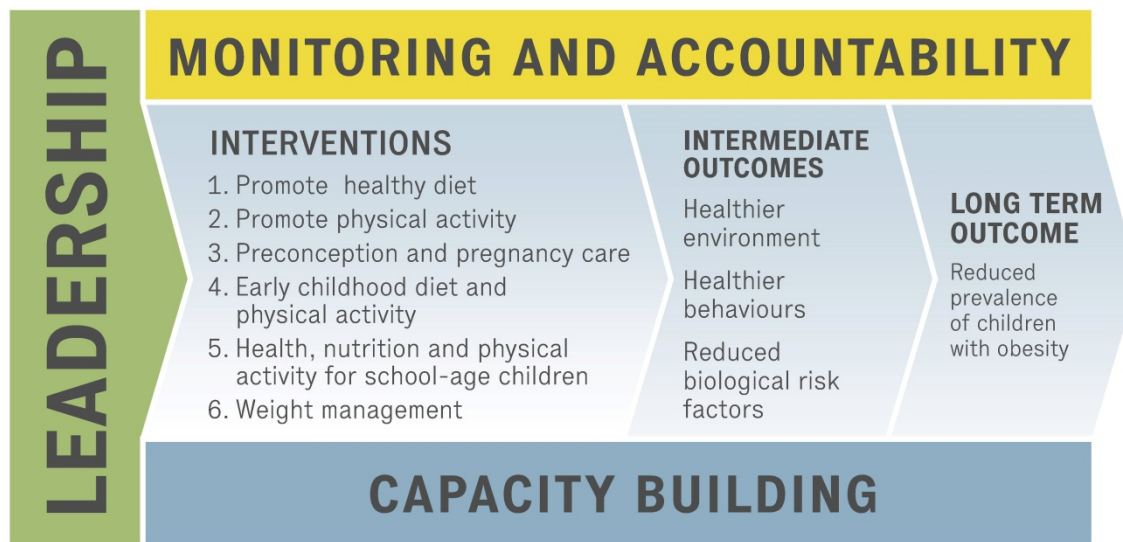 LEADERSHIP
MONITORING AND ACCOUNTABILITY
INTERVENTIONS
1. Promote healthy diet
2. Promote physical activity
3. Preconception and pregnancy care
4. Early childhood diet and
physical activity
5. Health, nutrition and physical
activity for school-age children
6. Weight management
INTERMEDIATE
OUTCOMES
Healthier
environment
Healthier
behaviours
Reduced
biological risk
factors
LONG TERM
OUTCOME
Reduced
prevalence
of children
with obesity
CAPACITY BUILDING